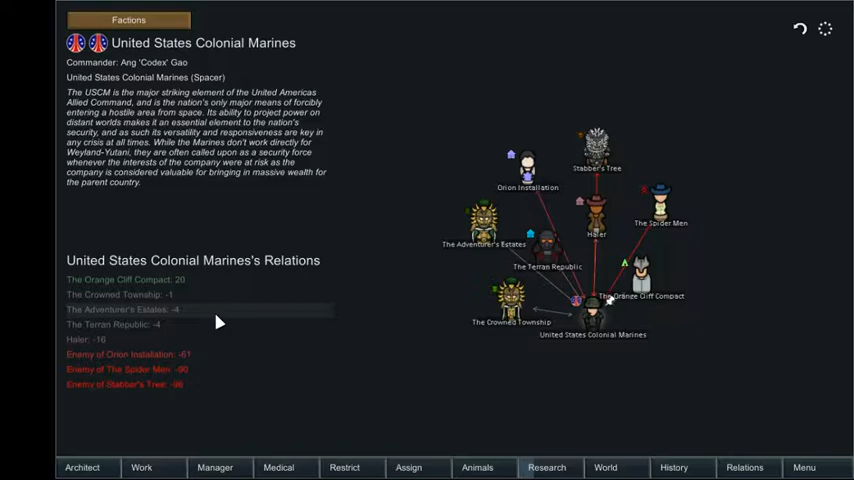 Factions
United States Colonial Marines
Commander: Ang 'Codex' Gao
United States Colonial Marines (Spacer)
The USCM is the major striking element of the United Americas
Allied Command, and is the nation's only major means of forcibly
entering a hostile area from space. Its ability to project power on
distant worlds makes it an essential element to the nation's
security, and as such its versatility and responsiveness are key in
any crisis at all times. While the Marines don't work directly for
Weyland-Yutani, they are often called upon as a security force
whenever the interests of the company were at risk as the
company is considered valuable for bringing in massive wealth for
the parent country.
United States Colonial Marines's Relations
The Orange Cliff Compact: 20
The Crowned Township: -1
The Adventurer's Estates: -4
The Terran Republic: -4
Haler: -16
Enemy of Orion Installation: -61
Enemy of The Spider Men: -90
Enemy of Stabber's Tree: -96
Stabber's Tree
Orion Installation
The Spider Men
Haler
The Adventurer's Estates
The Terran Republic
The Orange Cliff Compact
The Crowned Township
United States Colonial Marines
Architect
Work
Manager
Medical
Restrict
Assign
Animals
Research
World
History
Relations
Menu